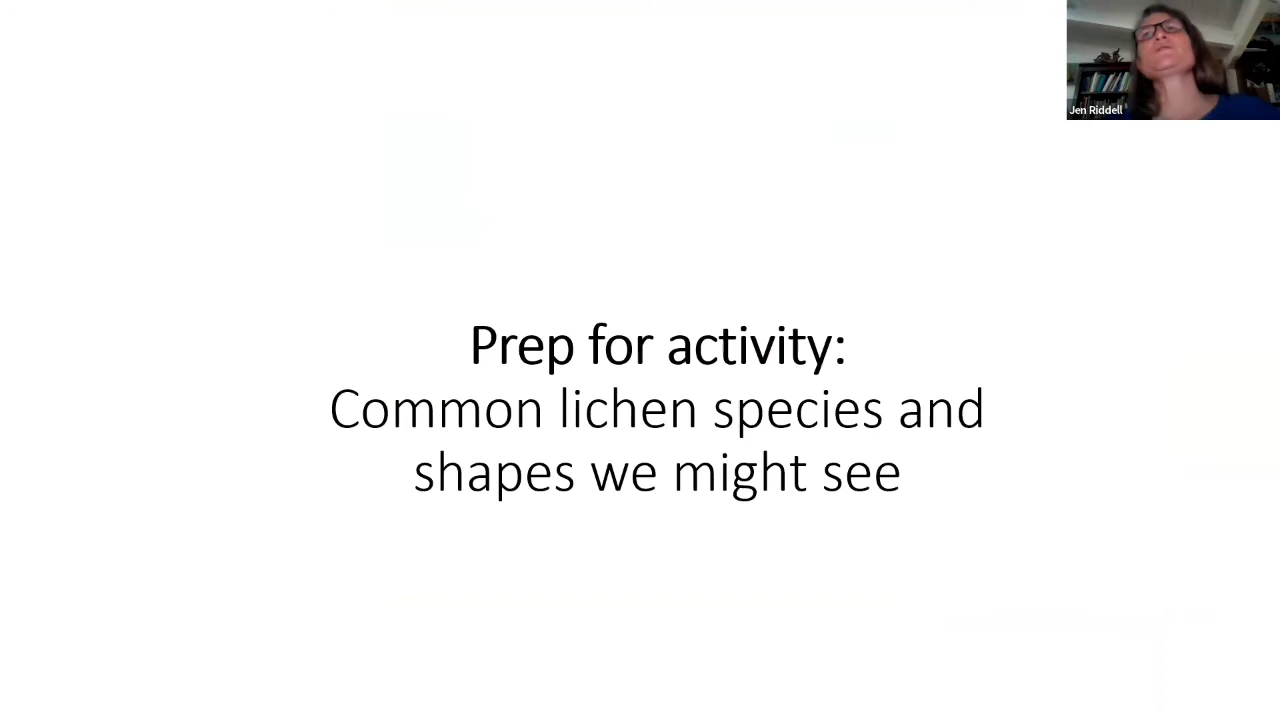 Jen Riddell
Prep for activity:
Common lichen species and
shapes we might see